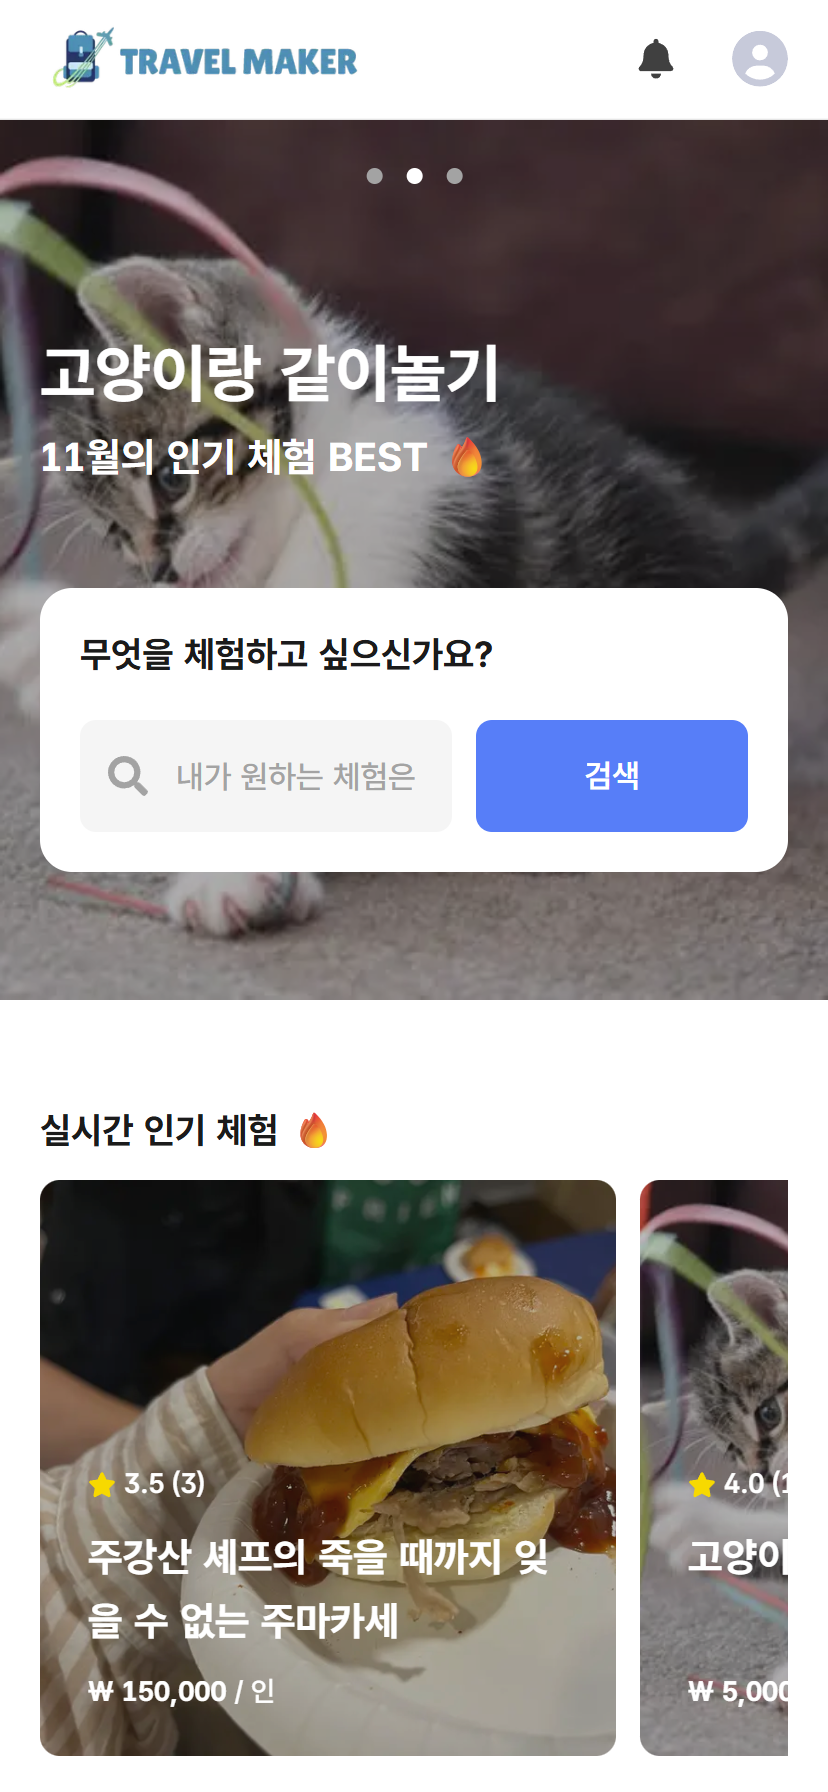 TRAVEL MAKER
고양이랑 같이놀기
11월의 인기 체험 BEST 🔥
무엇을 체험하고 싶으신가요?
내가 원하는 체험은
검색
실시간 인기 체험 🔥
3.5 (3)
주강산 셰프의 죽을 때까지 잊
을 수 없는 주마카세
₩ 150,000 / 인
4.0 (1
고양이
₩ 5,000